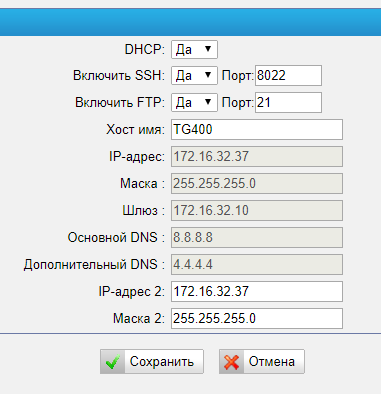 DHCP: Да
Включить SSH: Да Порт: 8022
Включить FTP: Да Порт: 21
Хост имя: TG400
IP-адрес: 172.16.32.37
Маска : 255.255.255.0
Шлюз : 172.16.32.10
Основной DNS : 8.8.8.8
Дополнительный DNS : 4.4.4.4
IP-адрес 2: 172.16.32.37
Маска 2: 255.255.255.0
Сохранить Отмена